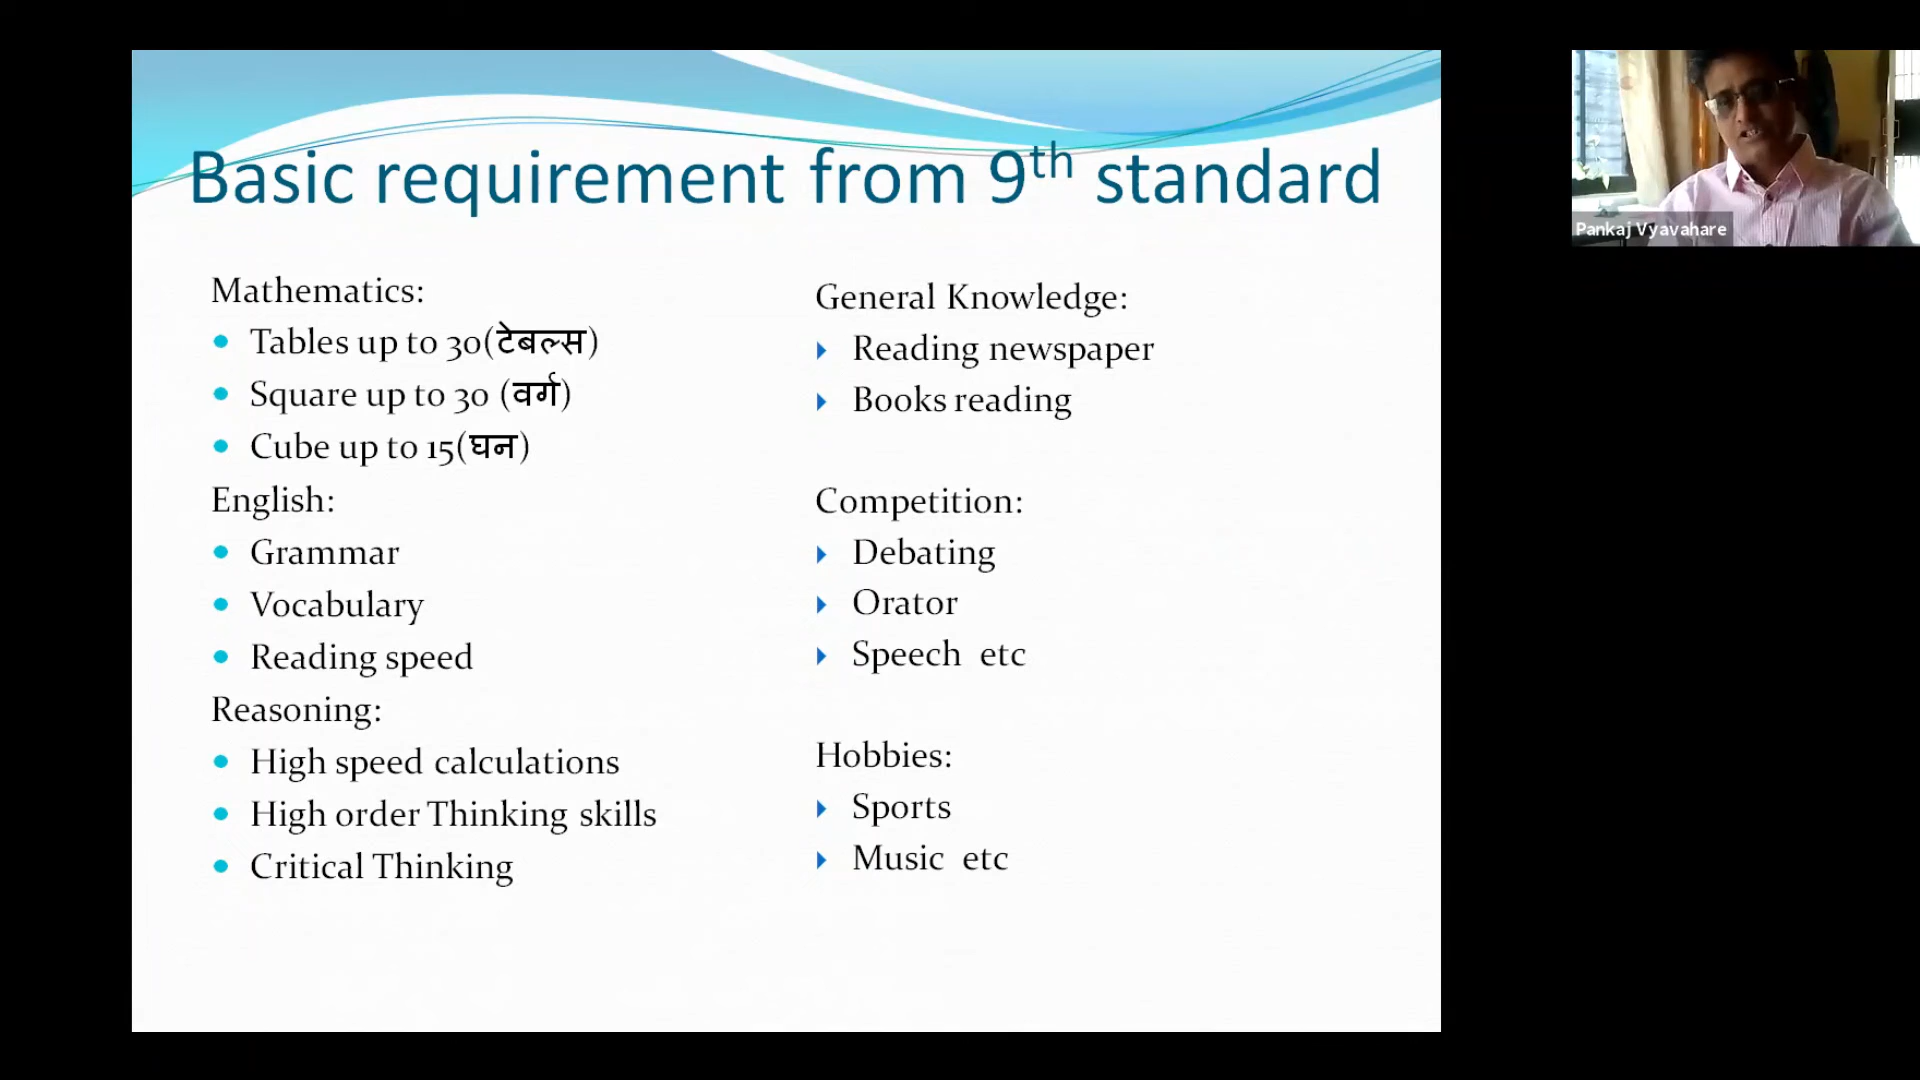 Basic requirement from 9th standard
Mathematics:
Tables up to 30(टेबल्स)
Square up to 30 (वर्ग)
Cube up to 15(घन)
English:
Grammar
Vocabulary
Reading speed
Reasoning:
High speed calculations
High order Thinking skills
Critical Thinking
General Knowledge:
Reading newspaper
Books reading
Competition:
Debating
Orator
Speech etc
Hobbies:
Sports
Music etc
Pankaj Vyavahare